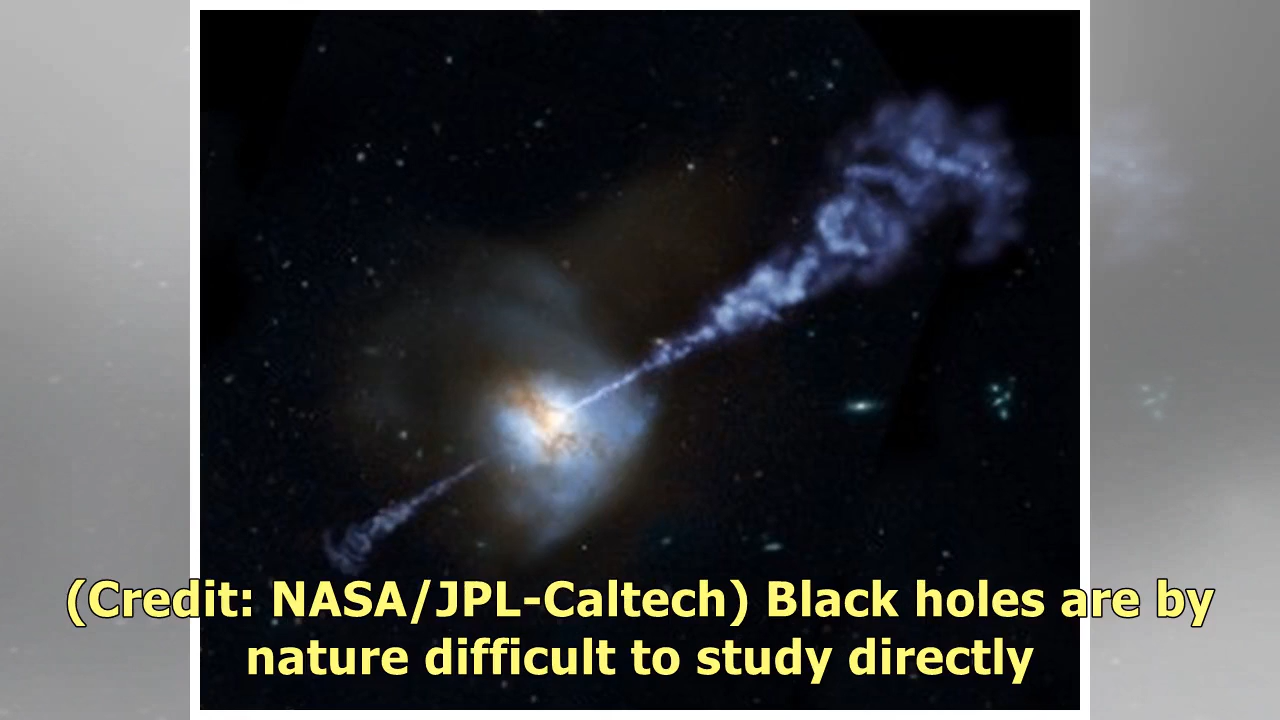 (Credit: NASA/JPL-Caltech) Black holes are by
nature difficult to study directly